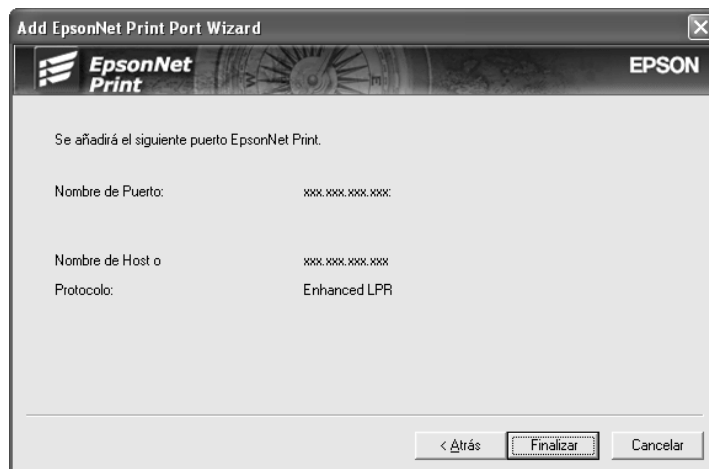 Add EpsonNet Print Port Wizard
EpsonNet
Print
EPSON
Se añadirá el siguiente puerto EpsonNet Print.
Nombre de Puerto: xxx.xxx.xxx.xxx:
Nombre de Host o xxx.xxx.xxx.xxx
Protocolo: Enhanced LPR
< Atrás Finalizar Cancelar